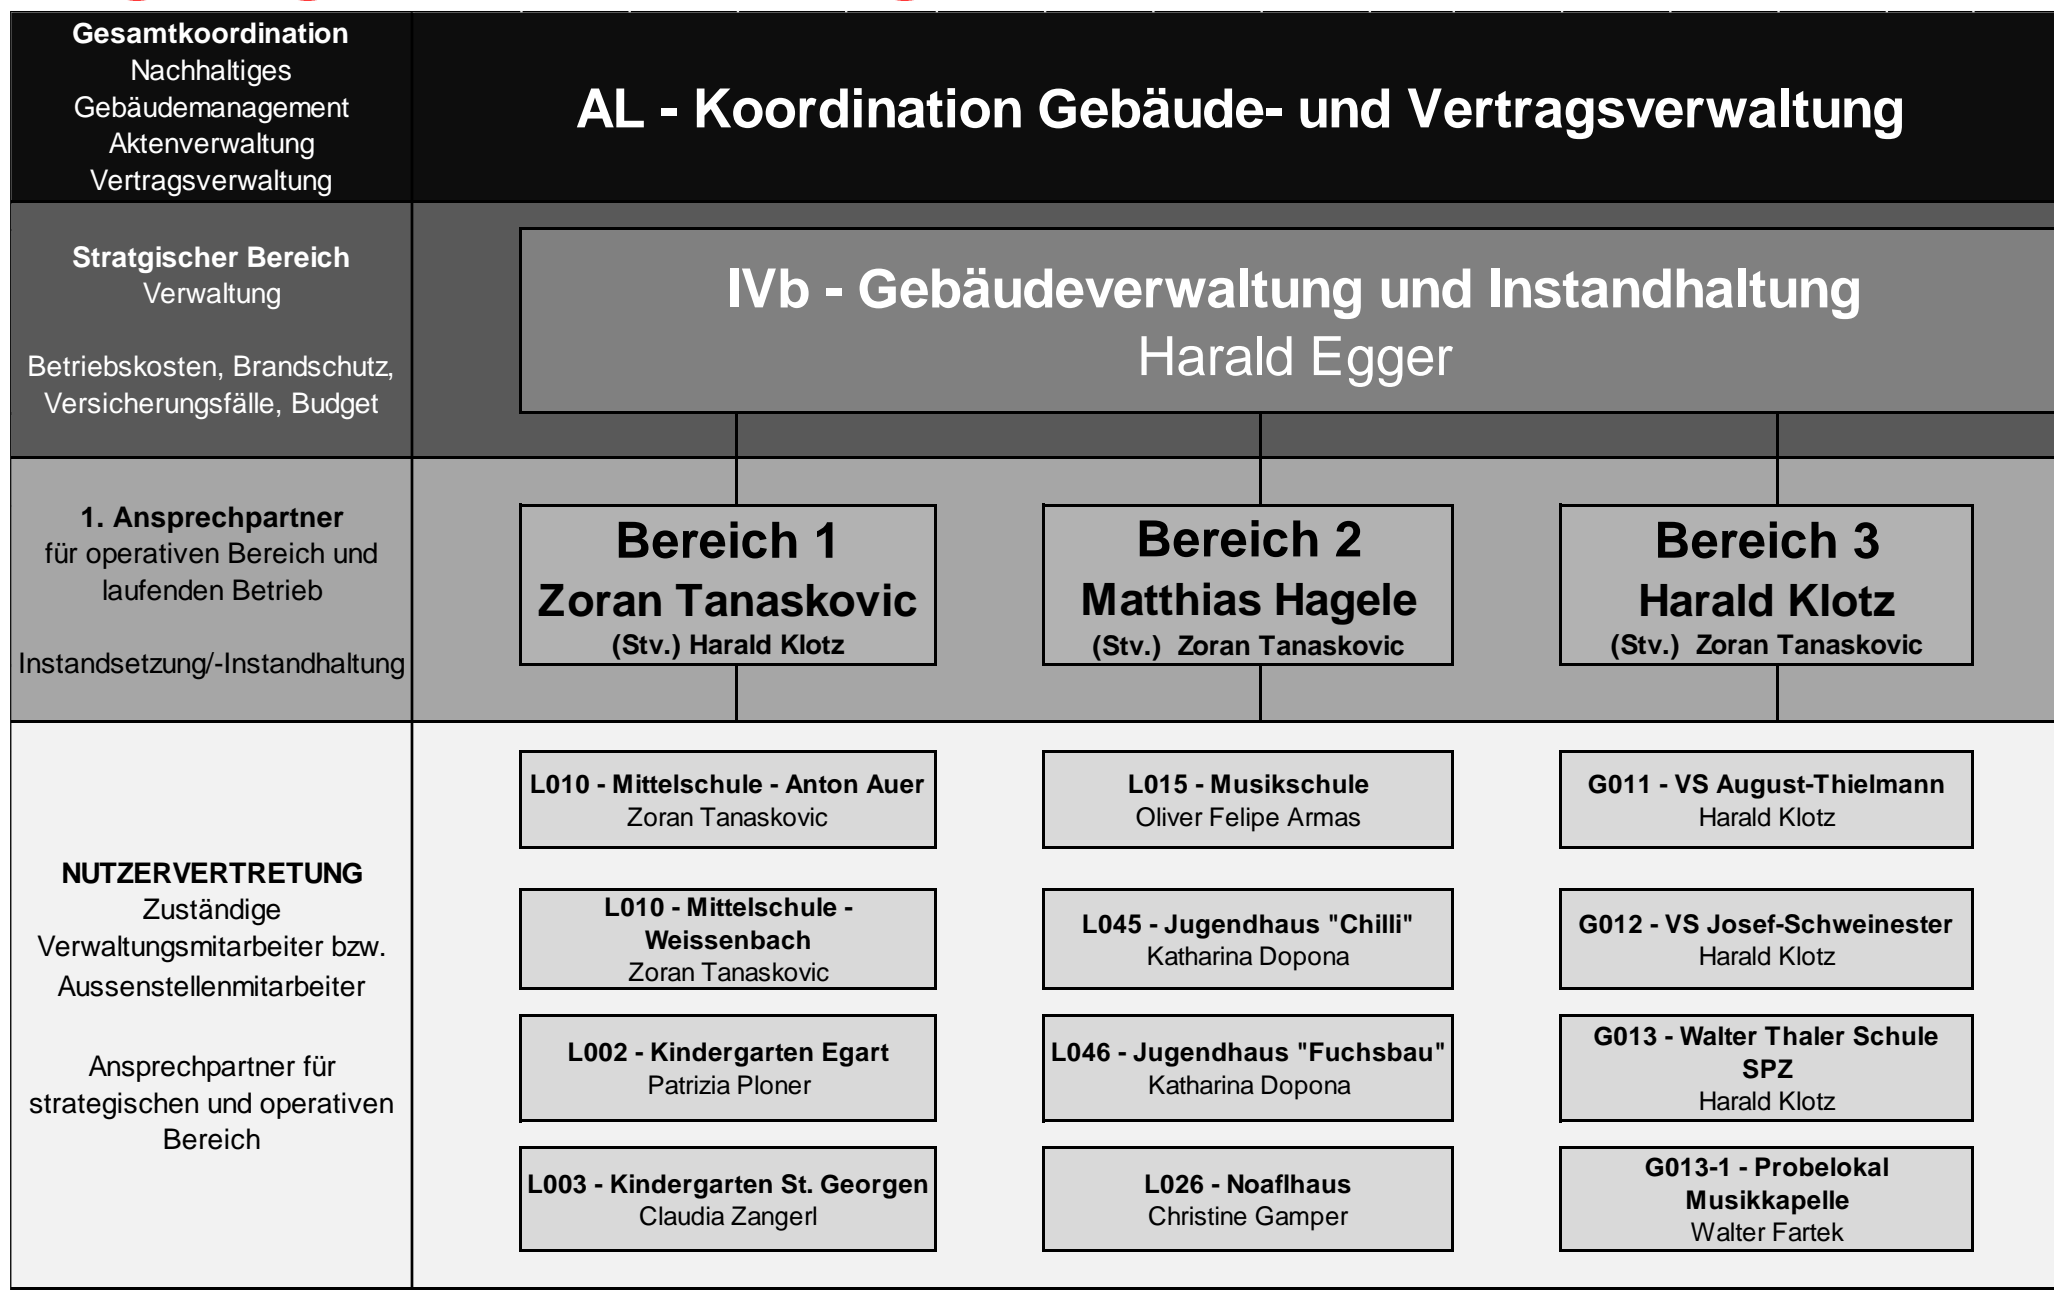 Gesamtkoordination
Nachhaltiges
Gebäudemanagement
Aktenverwaltung
Vertragsverwaltung
AL - Koordination Gebäude- und Vertragsverwaltung
Stratgischer Bereich
Verwaltung
Betriebskosten, Brandschutz,
Versicherungsfälle, Budget
IVb - Gebäudeverwaltung und Instandhaltung
Harald Egger
1. Ansprechpartner
für operativen Bereich und
laufenden Betrieb
Instandsetzung/-Instandhaltung
Bereich 1
Zoran Tanaskovic
(Stv.) Harald Klotz
Bereich 2
Matthias Hagele
(Stv.) Zoran Tanaskovic
Bereich 3
Harald Klotz
(Stv.) Zoran Tanaskovic
NUTZERVERTRETUNG
Zuständige
Verwaltungsmitarbeiter bzw.
Aussenstellenmitarbeiter
Ansprechpartner für
strategischen und operativen
Bereich
L010 - Mittelschule - Anton Auer
Zoran Tanaskovic
L010 - Mittelschule -
Weissenbach
Zoran Tanaskovic
L002 - Kindergarten Egart
Patrizia Ploner
L003 - Kindergarten St. Georgen
Claudia Zangerl
L015 - Musikschule
Oliver Felipe Armas
L045 - Jugendhaus "Chilli"
Katharina Dopona
L046 - Jugendhaus "Fuchsbau"
Katharina Dopona
L026 - Noaflhaus
Christine Gamper
G011 - VS August-Thielmann
Harald Klotz
G012 - VS Josef-Schweinester
Harald Klotz
G013 - Walter Thaler Schule
SPZ
Harald Klotz
G013-1 - Probelokal
Musikkapelle
Walter Fartek